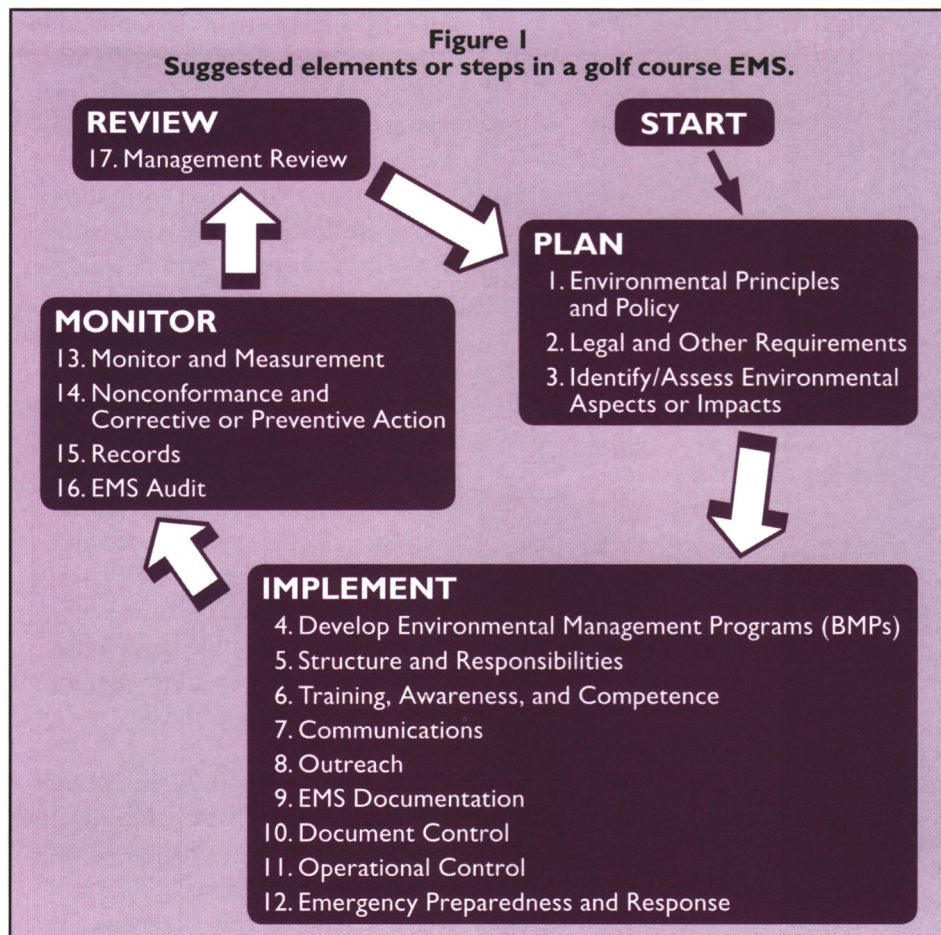 Figure 1
Suggested elements or steps in a golf course EMS.
START
PLAN
1. Environmental Principles
and Policy
2. Legal and Other Requirements
3. Identify/Assess Environmental
Aspects or Impacts
IMPLEMENT
4. Develop Environmental Management Programs (BMPs)
5. Structure and Responsibilities
6. Training, Awareness, and Competence
7. Communications
8. Outreach
9. EMS Documentation
10. Document Control
11. Operational Control
12. Emergency Preparedness and Response
MONITOR
13. Monitor and Measurement
14. Nonconformance and
Corrective or Preventive Action
15. Records
16. EMS Audit
REVIEW
17. Management Review